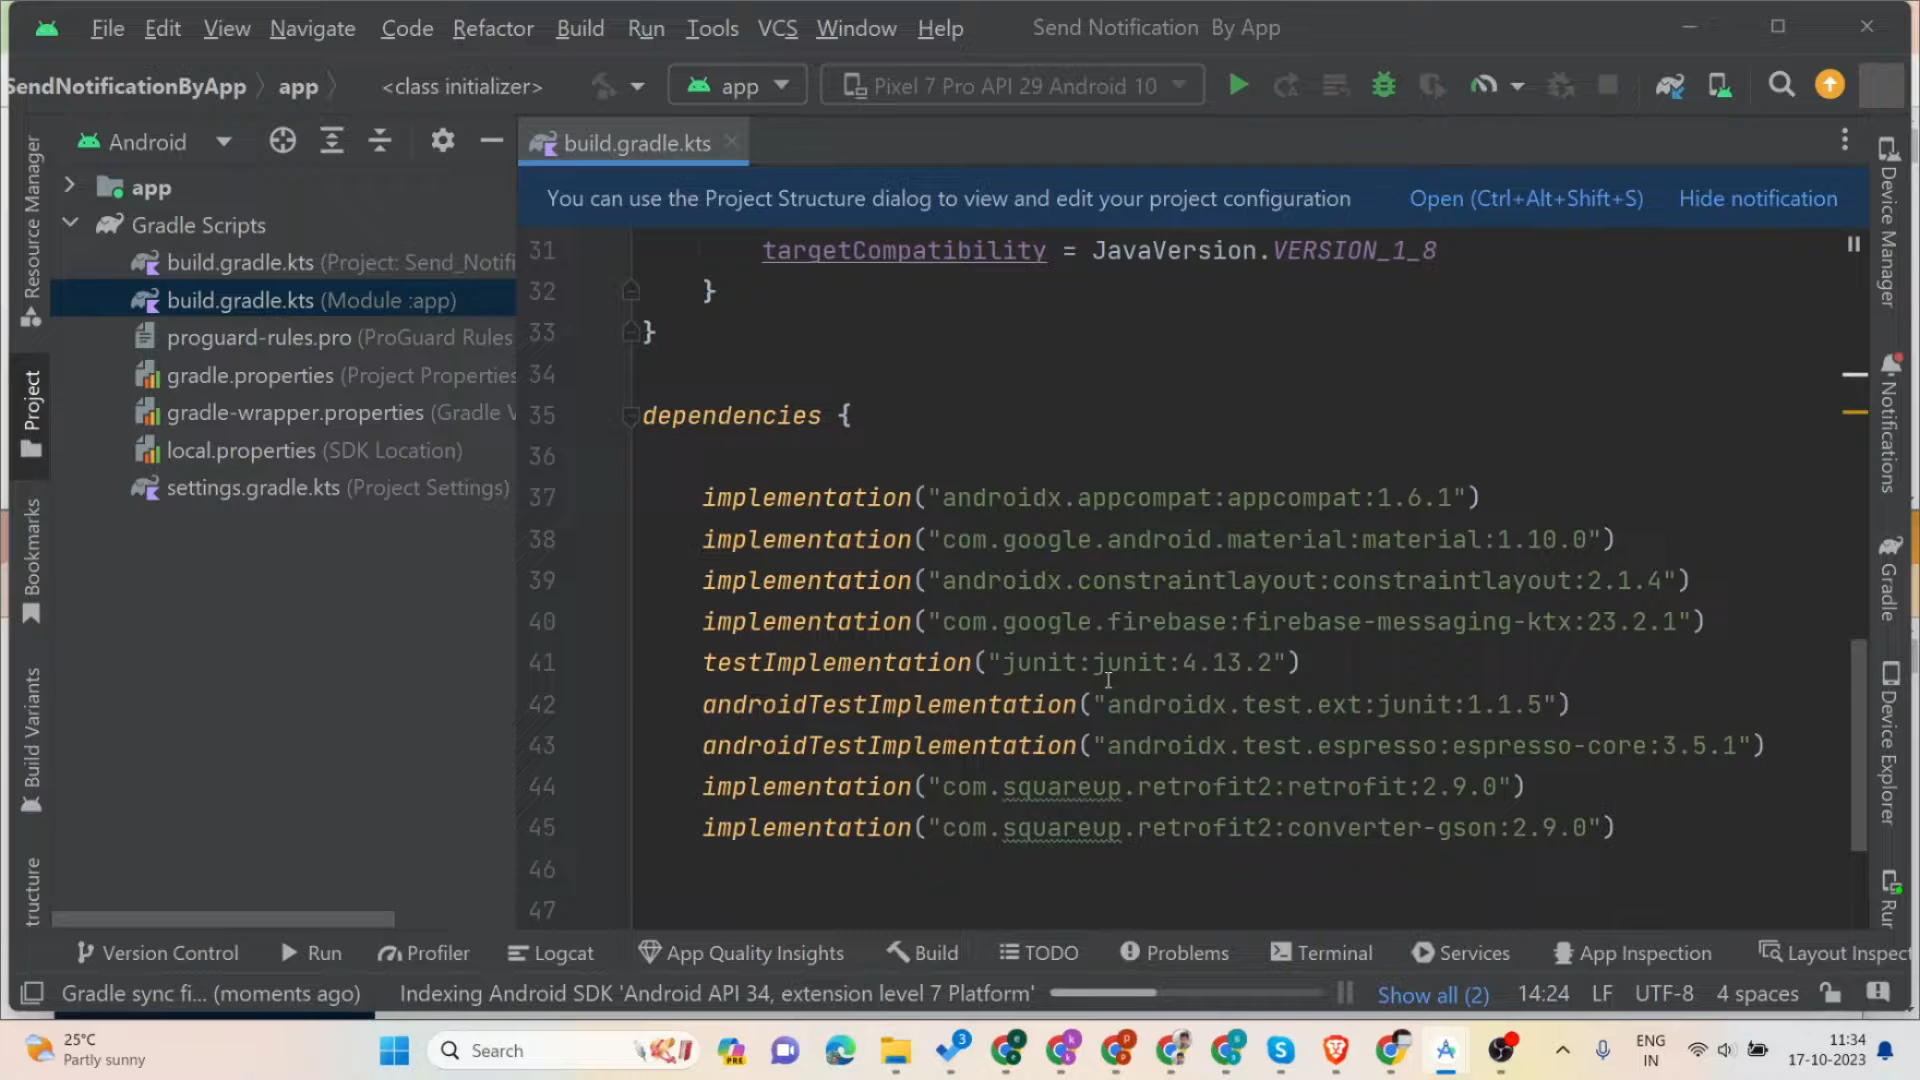 File Edit View Navigate Code Refactor Build Run Tools VCS Window Help Send Notification By App
SendNotificationByApp app <class initializer> app Pixel 7 Pro API 29 Android 10
Android
build.gradle.kts
You can use the Project Structure dialog to view and edit your project configuration Open (Ctrl+Alt+Shift+S) Hide notification
app
Gradle Scripts
build.gradle.kts (Project: Send_Notifi
build.gradle.kts (Module :app)
proguard-rules.pro (ProGuard Rules
gradle.properties (Project Properties
gradle-wrapper.properties (Gradle V
local.properties (SDK Location)
settings.gradle.kts (Project Settings)
31 targetCompatibility = JavaVersion.VERSION_1_8
32 }
33 }
34
35 dependencies {
36
37 implementation("androidx.appcompat:appcompat:1.6.1")
38 implementation("com.google.android.material:material:1.10.0")
39 implementation("androidx.constraintlayout:constraintlayout:2.1.4")
40 implementation("com.google.firebase:firebase-messaging-ktx:23.2.1")
41 testImplementation("junit:junit:4.13.2")
42 androidTestImplementation("androidx.test.ext:junit:1.1.5")
43 androidTestImplementation("androidx.test.espresso:espresso-core:3.5.1")
44 implementation("com.squareup.retrofit2:retrofit:2.9.0")
45 implementation("com.squareup.retrofit2:converter-gson:2.9.0")
46
47
Resource Manager
Project
Bookmarks
Build Variants
tructure
Device Manager
Notifications
Gradle
Device Explorer
Run
Version Control Run Profiler Logcat App Quality Insights Build TODO Problems Terminal Services App Inspection Layout Inspect
Gradle sync fi... (moments ago) Indexing Android SDK 'Android API 34, extension level 7 Platform' Show all (2) 14:24 LF UTF-8 4 spaces
25°C
Partly sunny
Search
PRE
3
ENG
IN
11:34
17-10-2023